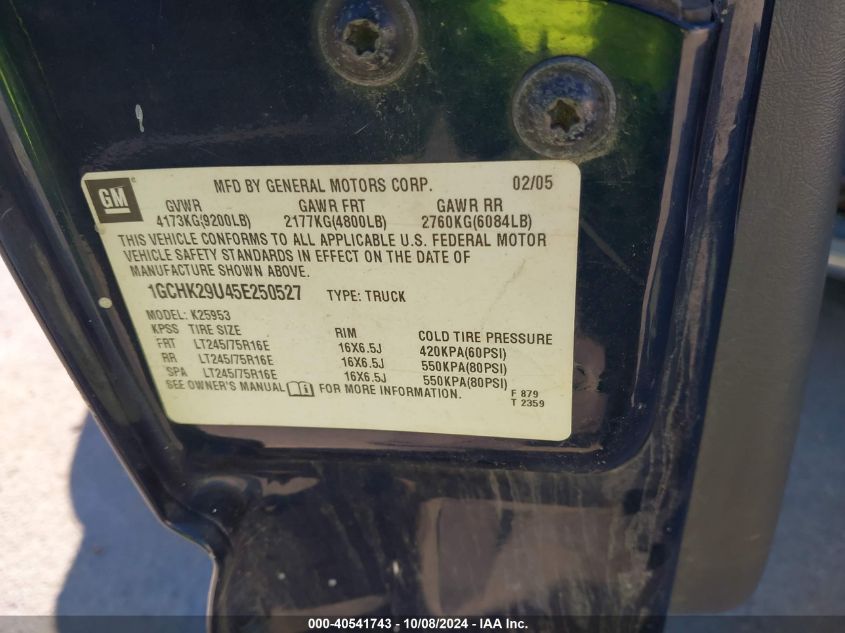 GM
MFD BY GENERAL MOTORS CORP. 02/05
GVWR GAWR FRT GAWR RR
4173KG(9200LB) 2177KG(4800LB) 2760KG(6084LB)
THIS VEHICLE CONFORMS TO ALL APPLICABLE U.S. FEDERAL MOTOR
VEHICLE SAFETY STANDARDS IN EFFECT ON THE DATE OF
MANUFACTURE SHOWN ABOVE.
1GCHK29U45E250527 TYPE: TRUCK
MODEL: K25953
KPSS TIRE SIZE RIM COLD TIRE PRESSURE
FRT LT245/75R16E 16X6.5J 420KPA(60PSI)
RR LT245/75R16E 16X6.5J 550KPA(80PSI)
SPA LT245/75R16E 16X6.5J 550KPA(80PSI)
SEE OWNER'S MANUAL i FOR MORE INFORMATION.
F 879
T 2359
000-40541743 - 10/08/2024 - IAA Inc.